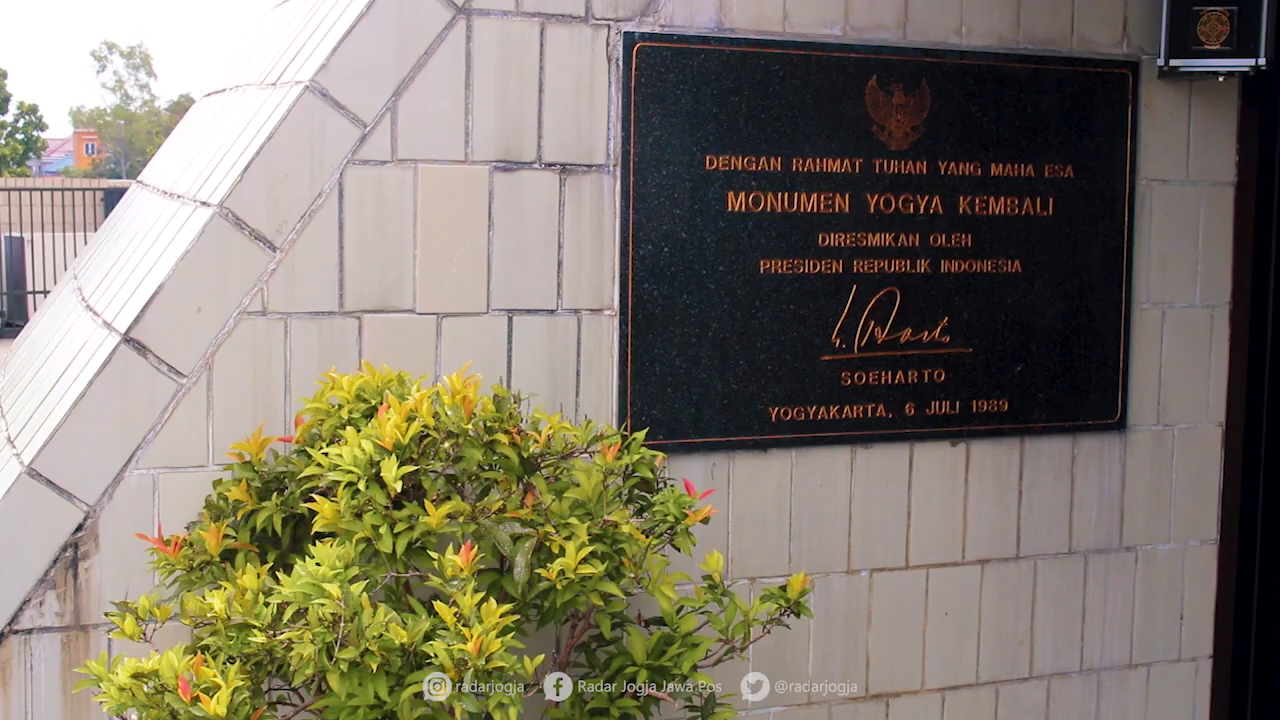 DENGAN RAHMAT TUHAN YANG MAHA ESA
MONUMEN YOGYA KEMBALI
DIRESMIKAN OLEH
PRESIDEN REPUBLIK INDONESIA
SOEHARTO
YOGYAKARTA, 6 JULI 1989
radarjogja Radar Jogja Jawa Pos @radarjogja